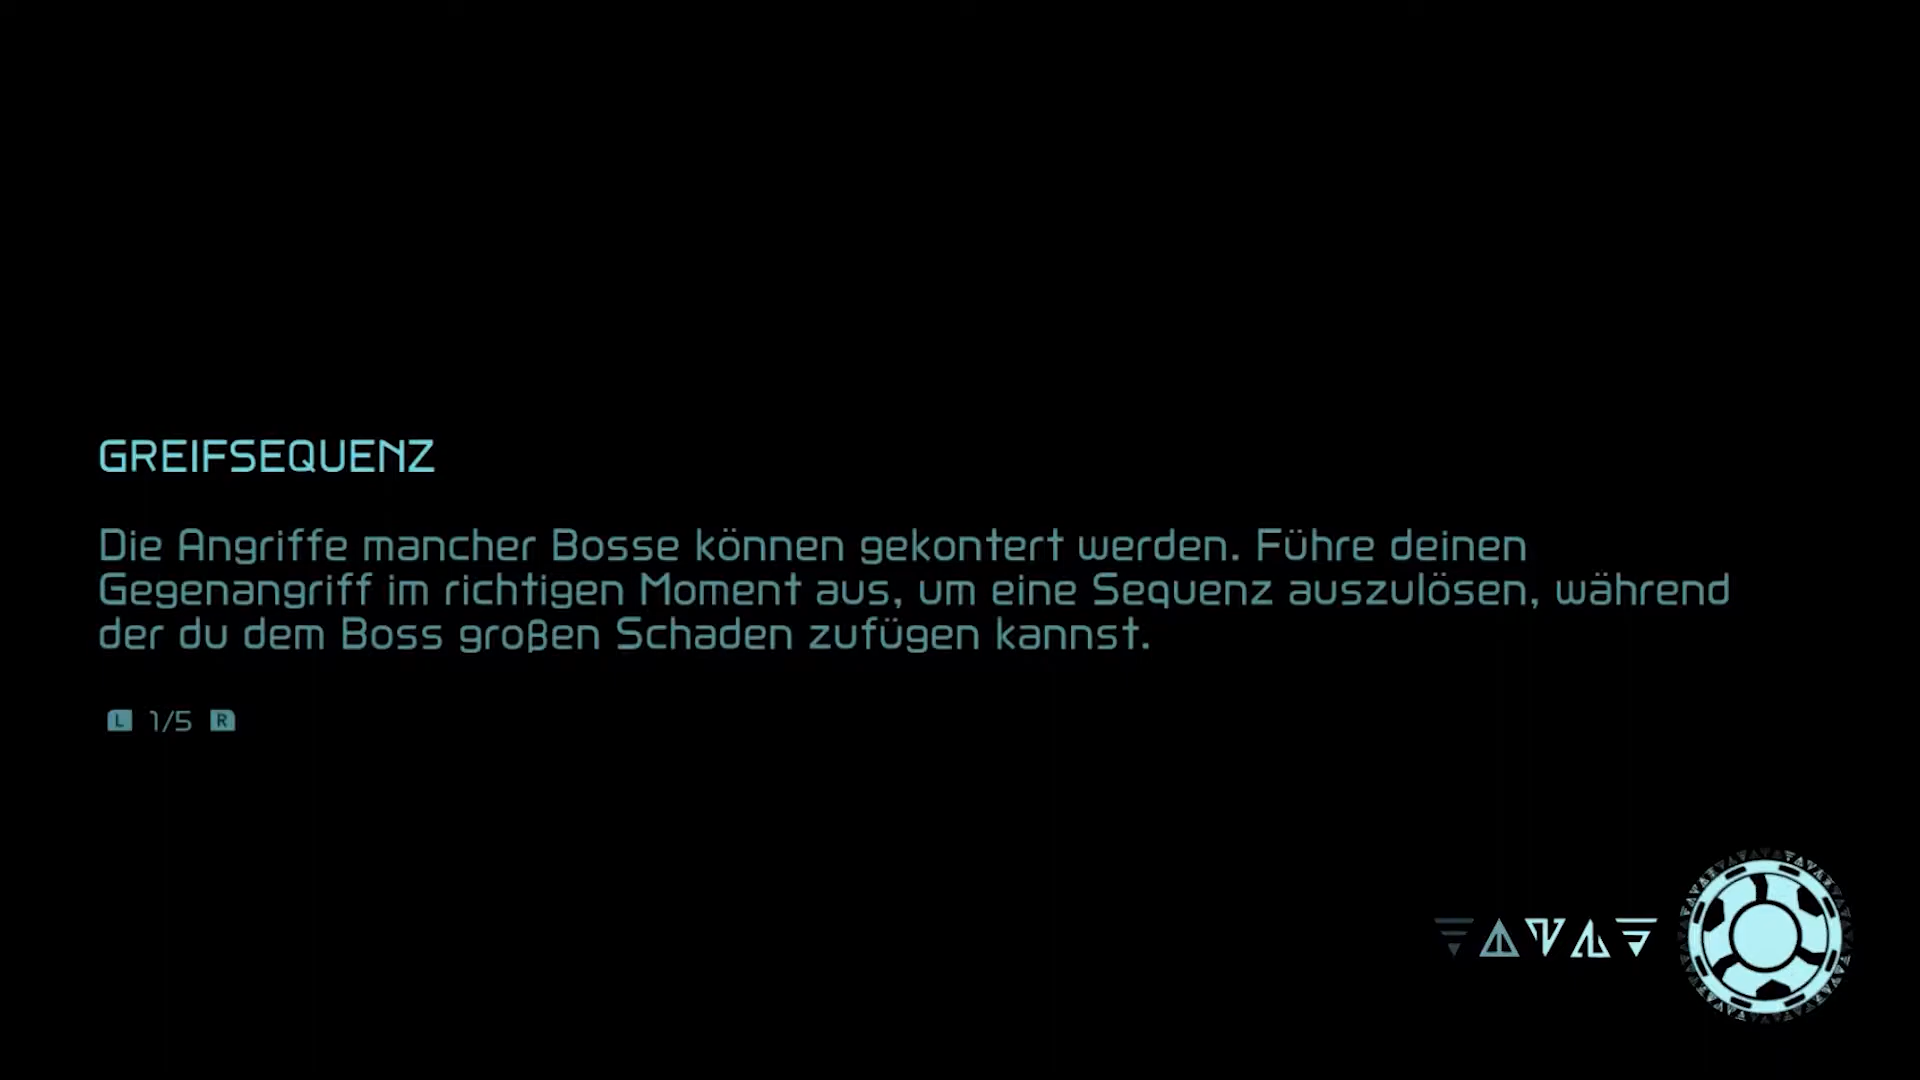 GREIFSEQUENZ
Die Angriffe mancher Bosse können gekontert werden. Führe deinen
Gegenangriff im richtigen Moment aus, um eine Sequenz auszulösen, während
der du dem Boss großen Schaden zufügen kannst.
L 1/5 R